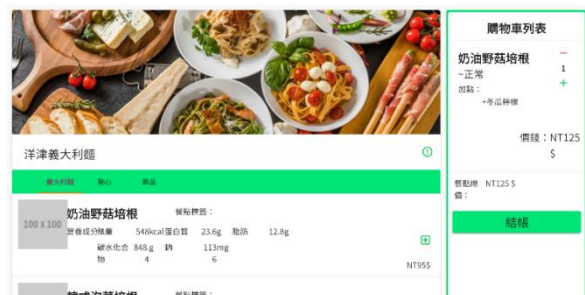 購物車列表
奶油野菇培根
~正常
加點：
+冬瓜檸檬
1
價錢：NT125
$
餐點總 NT125 $
價：
結帳
洋津義大利麵
義大利麵 點心 飲品
100 x 100
奶油野菇培根 餐點標籤：
營養成分熱量 548kcal 蛋白質 23.6g 脂肪 12.8g
碳水化合 848.g 鈉 113mg
物 4 6
NT95$